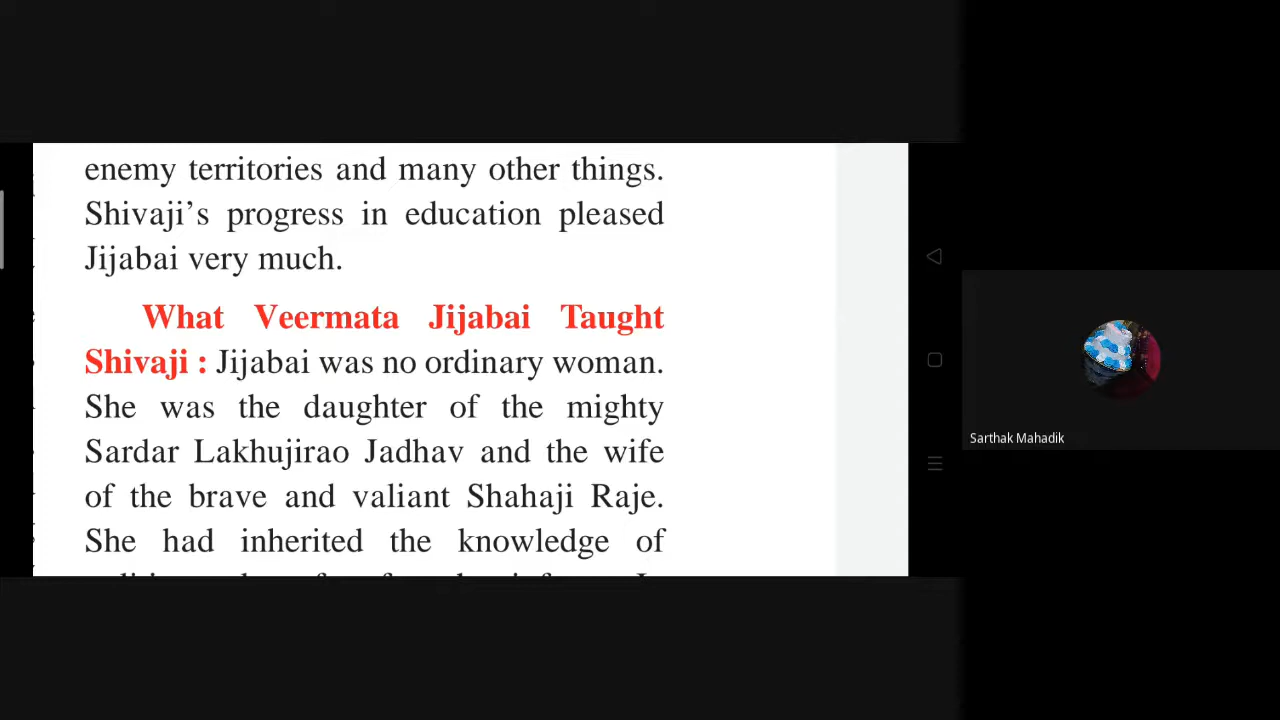 enemy territories and many other things.
Shivaji’s progress in education pleased
Jijabai very much.
What Veermata Jijabai Taught
Shivaji : Jijabai was no ordinary woman.
She was the daughter of the mighty
Sardar Lakhujirao Jadhav and the wife
of the brave and valiant Shahaji Raje.
She had inherited the knowledge of
Sarthak Mahadik